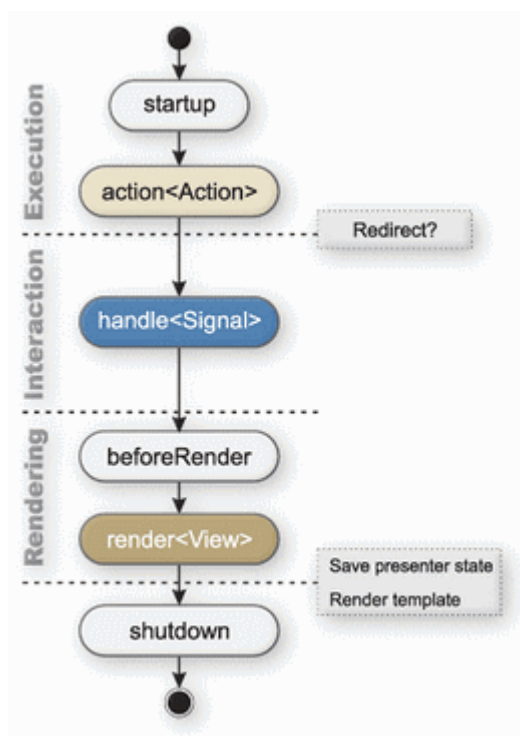 Execution
startup
action<Action>
Redirect?
Interaction
handle<Signal>
Rendering
beforeRender
render<View>
Save presenter state
Render template
shutdown